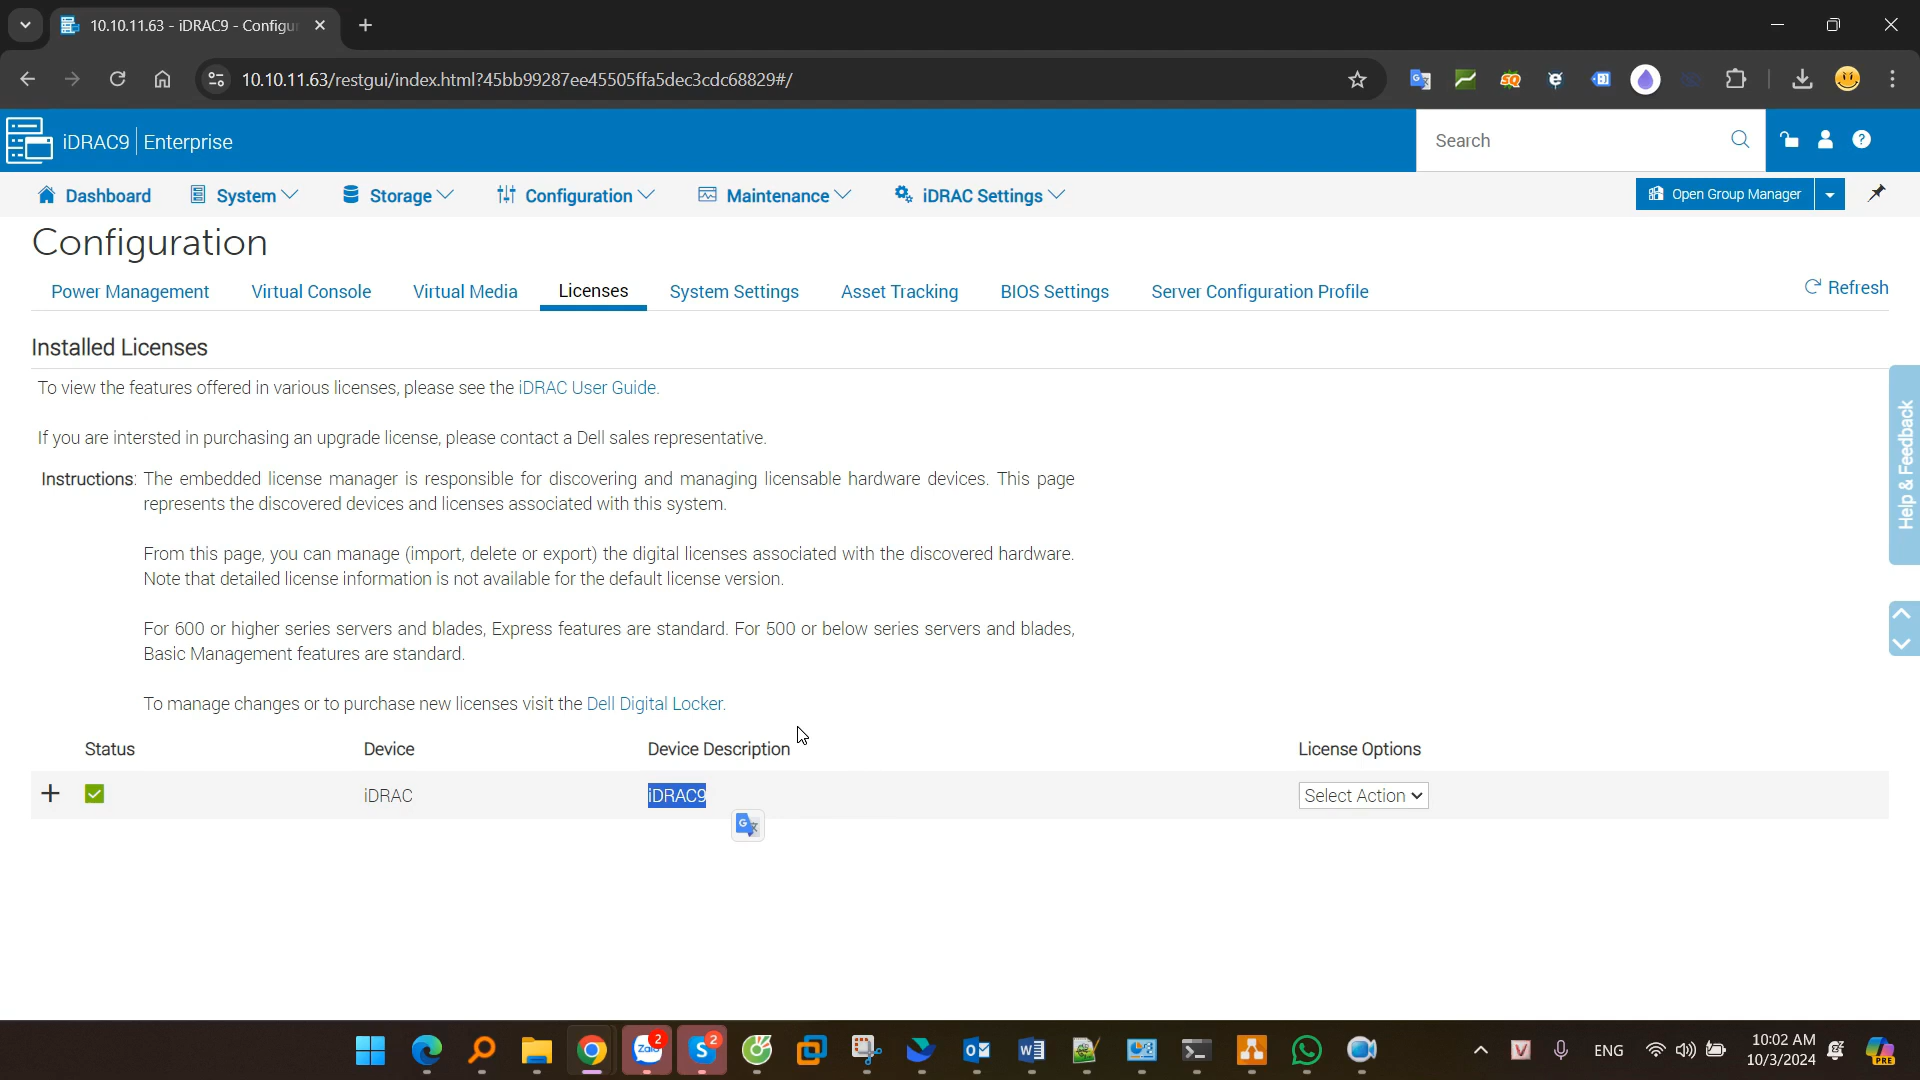 10.10.11.63 - iDRAC9 - Configu
10.10.11.63/restgui/index.html?45bb99287ee45505ffa5dec3cdc68829#/
iDRAC9 | Enterprise
Search
Dashboard System Storage Configuration Maintenance iDRAC Settings
Open Group Manager
Configuration
Power Management Virtual Console Virtual Media Licenses System Settings Asset Tracking BIOS Settings Server Configuration Profile
Refresh
Installed Licenses
To view the features offered in various licenses, please see the iDRAC User Guide.
If you are intersted in purchasing an upgrade license, please contact a Dell sales representative.
Instructions: The embedded license manager is responsible for discovering and managing licensable hardware devices. This page
represents the discovered devices and licenses associated with this system.
From this page, you can manage (import, delete or export) the digital licenses associated with the discovered hardware.
Note that detailed license information is not available for the default license version.
For 600 or higher series servers and blades, Express features are standard. For 500 or below series servers and blades,
Basic Management features are standard.
To manage changes or to purchase new licenses visit the Dell Digital Locker.
Status Device Device Description License Options
iDRAC iDRAC9 Select Action
Help & Feedback
Zalo 2
S 2
ENG
10:02 AM
10/3/2024
PRE